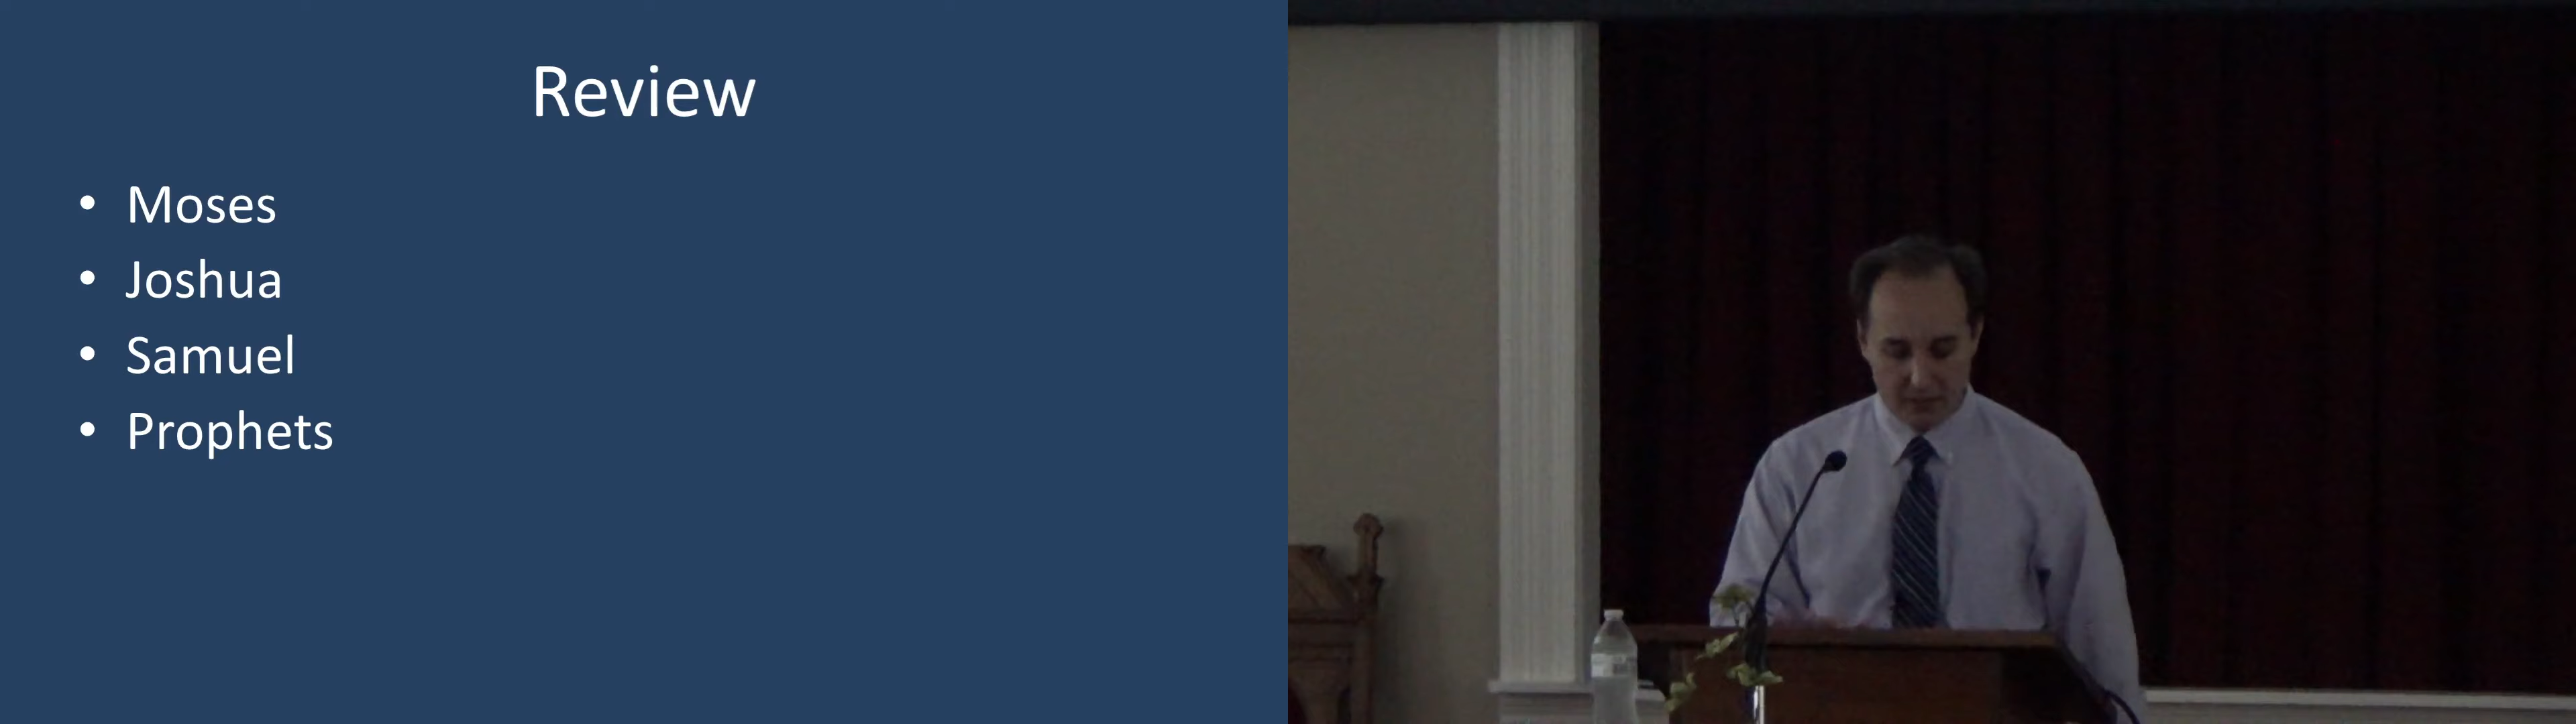 Review
• Moses
• Joshua
• Samuel
• Prophets